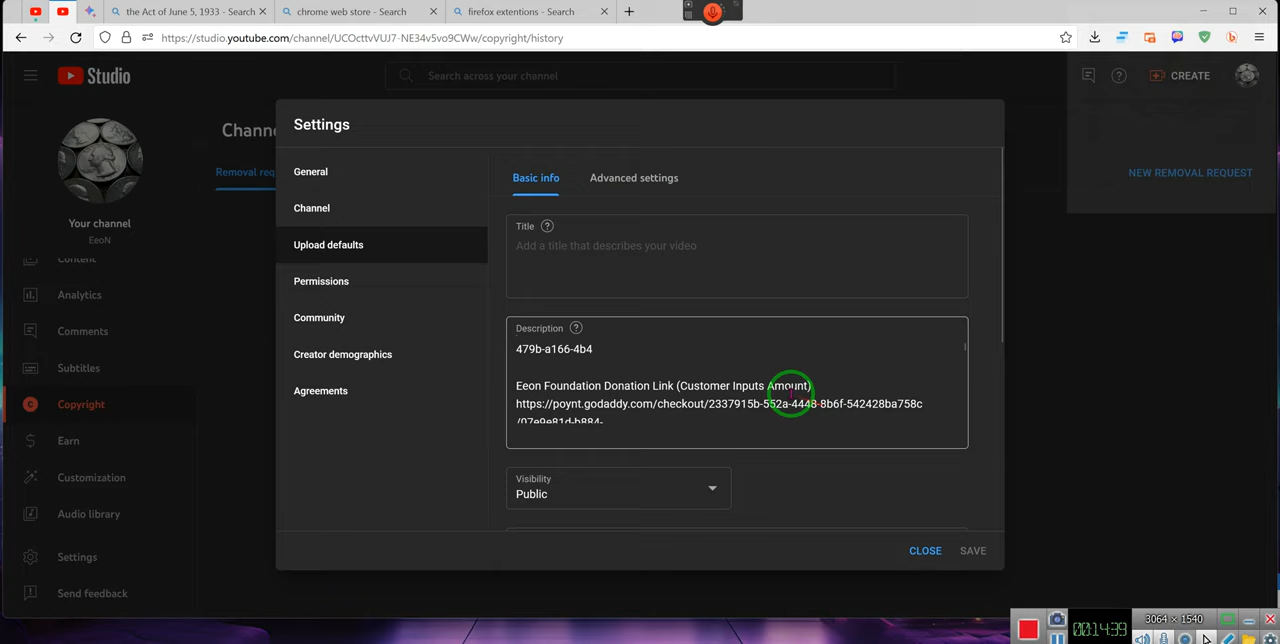 the Act of June 5, 1933 - Search
chrome web store - Search
firefox extentions - Search
https://studio.youtube.com/channel/UCOcttvVUJ7-NE34v5vo9CWw/copyright/history
Studio
Search across your channel
CREATE
Settings
Chann
General
Basic info
Advanced settings
Removal req
NEW REMOVAL REQUEST
Channel
Your channel
EeoN
Title
Add a title that describes your video
Upload defaults
Content
Permissions
Analytics
Community
Comments
Description
479b-a166-4b4
Creator demographics
Subtitles
Eeon Foundation Donation Link (Customer Inputs Amount)
Agreements
Copyright
https://poynt.godaddy.com/checkout/2337915b-552a-4448-8b6f-542428ba758c
/07e9e81d-b884-
Earn
Customization
Visibility
Public
Audio library
Settings
CLOSE
SAVE
Send feedback
00:14:39
3064 × 1540